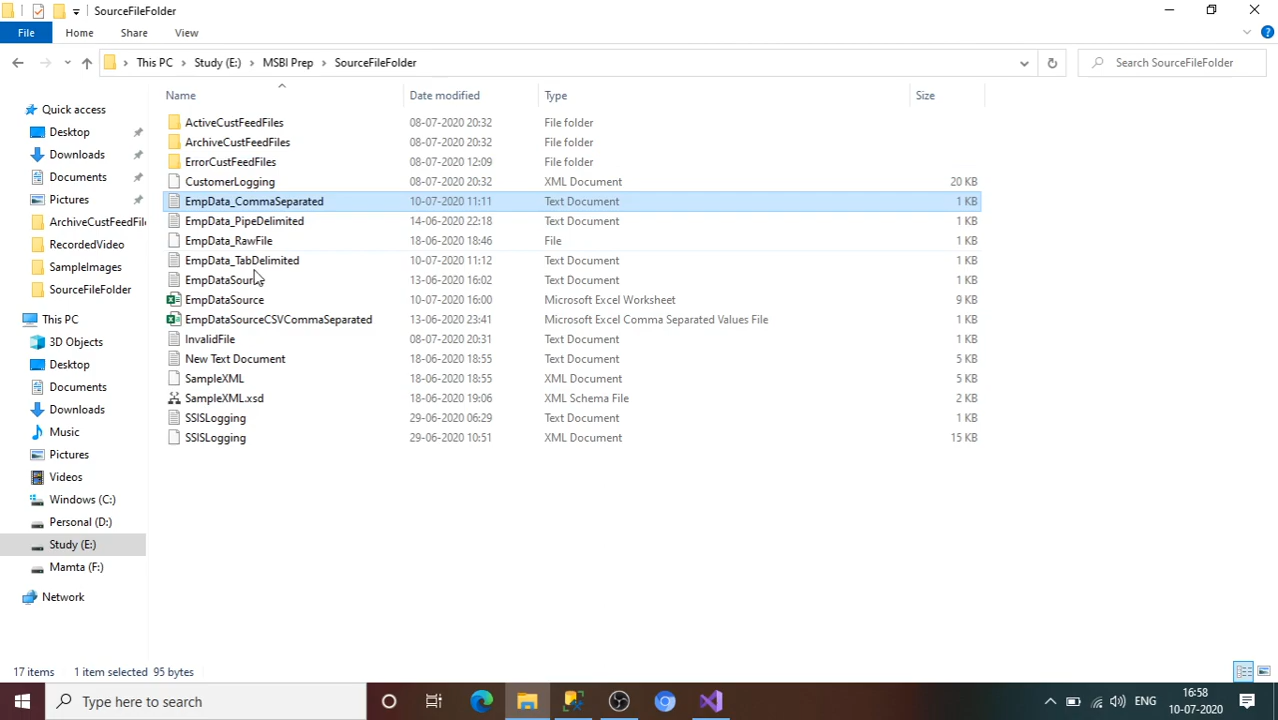 SourceFileFolder
File Home Share View
This PC Study (E:) MSBI Prep SourceFileFolder
Search SourceFileFolder
Name Date modified Type Size
Quick access
Desktop
Downloads
Documents
Pictures
ArchiveCustFeedFil
RecordedVideo
SampleImages
SourceFileFolder
This PC
3D Objects
Desktop
Documents
Downloads
Music
Pictures
Videos
Windows (C:)
Personal (D:)
Study (E:)
Mamta (F:)
Network
ActiveCustFeedFiles 08-07-2020 20:32 File folder
ArchiveCustFeedFiles 08-07-2020 20:32 File folder
ErrorCustFeedFiles 08-07-2020 12:09 File folder
CustomerLogging 08-07-2020 20:32 XML Document 20 KB
EmpData_CommaSeparated 10-07-2020 11:11 Text Document 1 KB
EmpData_PipeDelimited 14-06-2020 22:18 Text Document 1 KB
EmpData_RawFile 18-06-2020 18:46 File 1 KB
EmpData_TabDelimited 10-07-2020 11:12 Text Document 1 KB
EmpDataSource 13-06-2020 16:02 Text Document 1 KB
EmpDataSource 10-07-2020 16:00 Microsoft Excel Worksheet 9 KB
EmpDataSourceCSVCommaSeparated 13-06-2020 23:41 Microsoft Excel Comma Separated Values File 1 KB
InvalidFile 08-07-2020 20:31 Text Document 1 KB
New Text Document 18-06-2020 18:55 Text Document 5 KB
SampleXML 18-06-2020 18:55 XML Document 5 KB
SampleXML.xsd 18-06-2020 19:06 XML Schema File 2 KB
SSISLogging 29-06-2020 06:29 Text Document 1 KB
SSISLogging 29-06-2020 10:51 XML Document 15 KB
17 items 1 item selected 95 bytes
Type here to search
ENG
16:58
10-07-2020